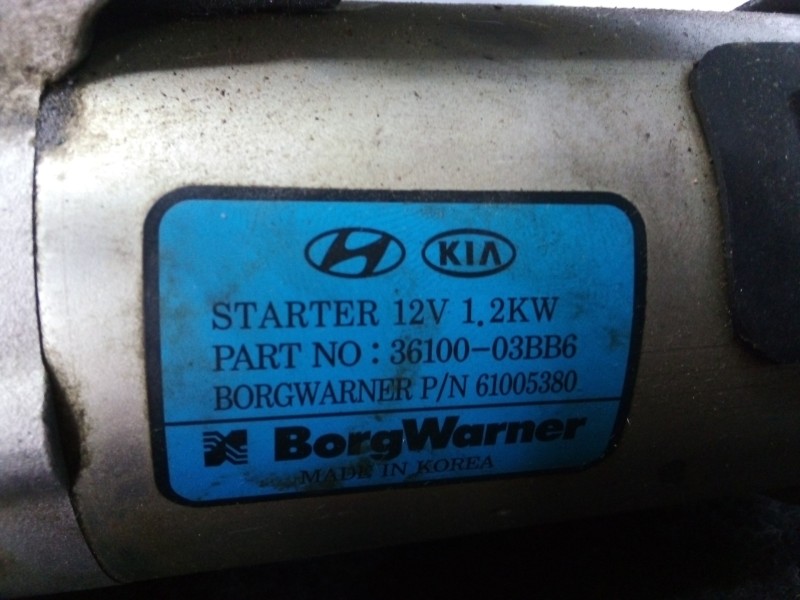 KIA
STARTER 12V 1.2KW
PART NO : 36100-03BB6
BORGWARNER P/N 61005380
BorgWarner
MADE IN KOREA